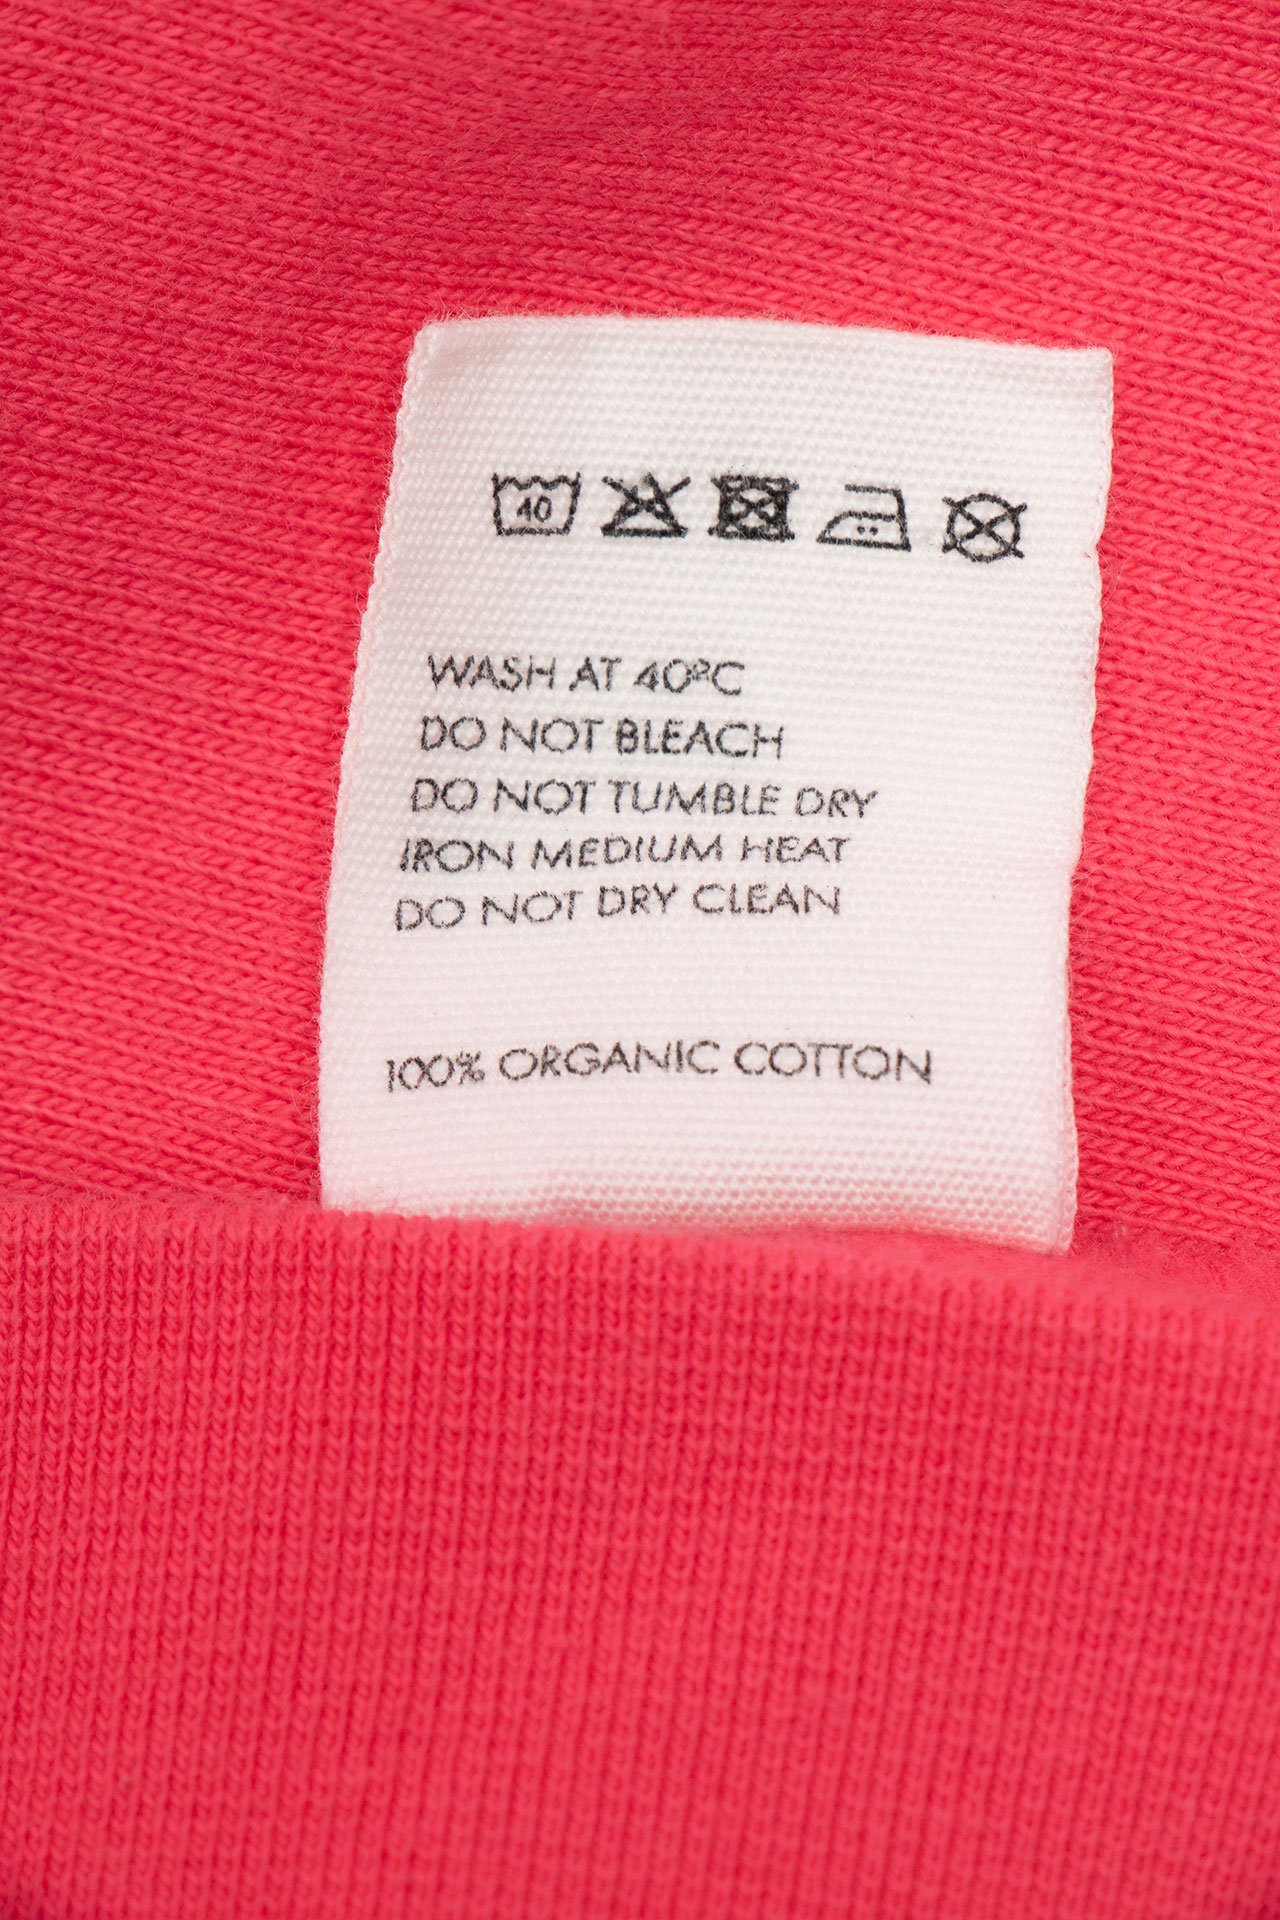 40
WASH AT 40ºC
DO NOT BLEACH
DO NOT TUMBLE DRY
IRON MEDIUM HEAT
DO NOT DRY CLEAN
100% ORGANIC COTTON